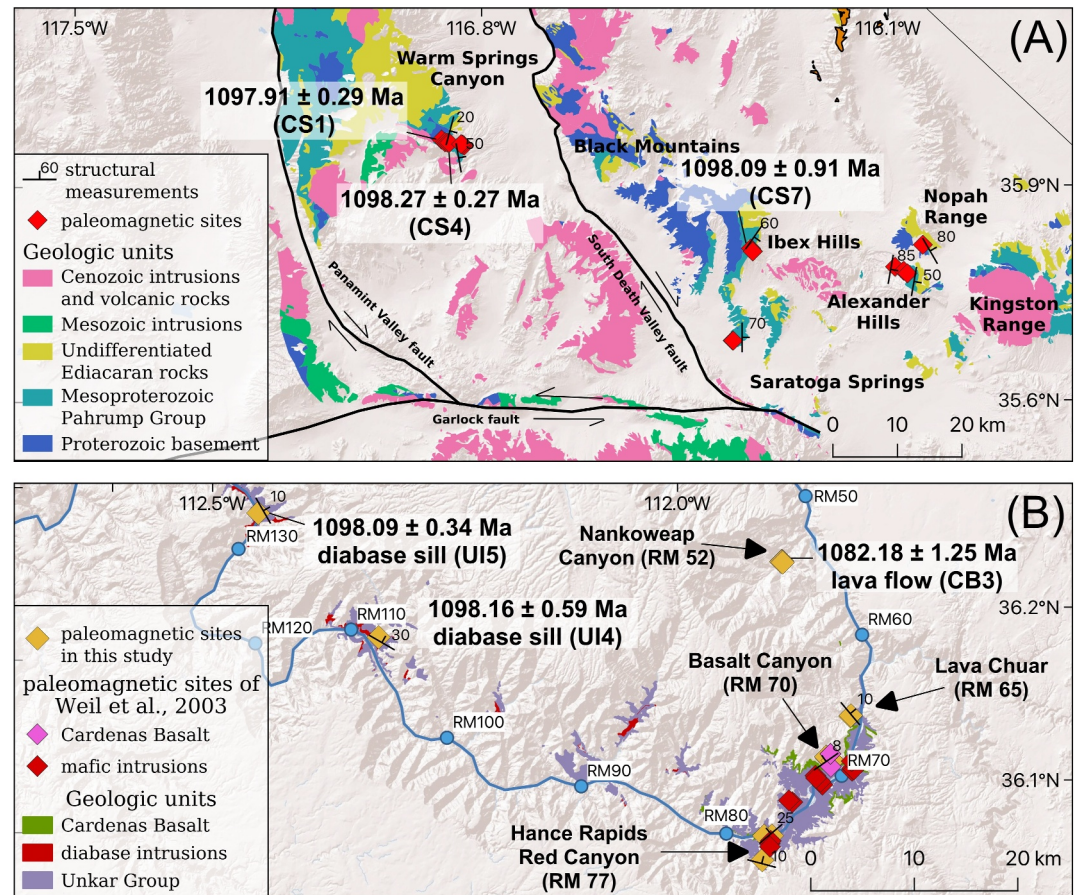 117.5°W
116.8°W
116.1°W
(A)
Warm Springs
Canyon
1097.91 ± 0.29 Ma
(CS1)
20
50
1098.27 ± 0.27 Ma
(CS4)
Black Mountains
1098.09 ± 0.91 Ma
(CS7)
35.9°N
Nopah
Range
60
Ibex Hills
80
85
50
Alexander
Hills
Kingston
Range
70
Saratoga Springs
35.6°N
Panamint Valley fault
South Death Valley fault
Garlock fault
0 10 20 km
60 structural
measurements
paleomagnetic sites
Geologic units
Cenozoic intrusions
and volcanic rocks
Mesozoic intrusions
Undifferentiated
Ediacaran rocks
Mesoproterozoic
Pahrump Group
Proterozoic basement
112.5°W
112.0°W
(B)
10
RM130
1098.09 ± 0.34 Ma
diabase sill (UI5)
RM50
Nankoweap
Canyon (RM 52)
1082.18 ± 1.25 Ma
lava flow (CB3)
RM120
RM110
30
1098.16 ± 0.59 Ma
diabase sill (UI4)
36.2°N
RM60
Basalt Canyon
(RM 70)
Lava Chuar
(RM 65)
10
RM100
8
RM70
RM90
36.1°N
RM80
25
Hance Rapids
Red Canyon
(RM 77)
0 10 20 km
paleomagnetic sites
in this study
paleomagnetic sites of
Weil et al., 2003
Cardenas Basalt
mafic intrusions
Geologic units
Cardenas Basalt
diabase intrusions
Unkar Group